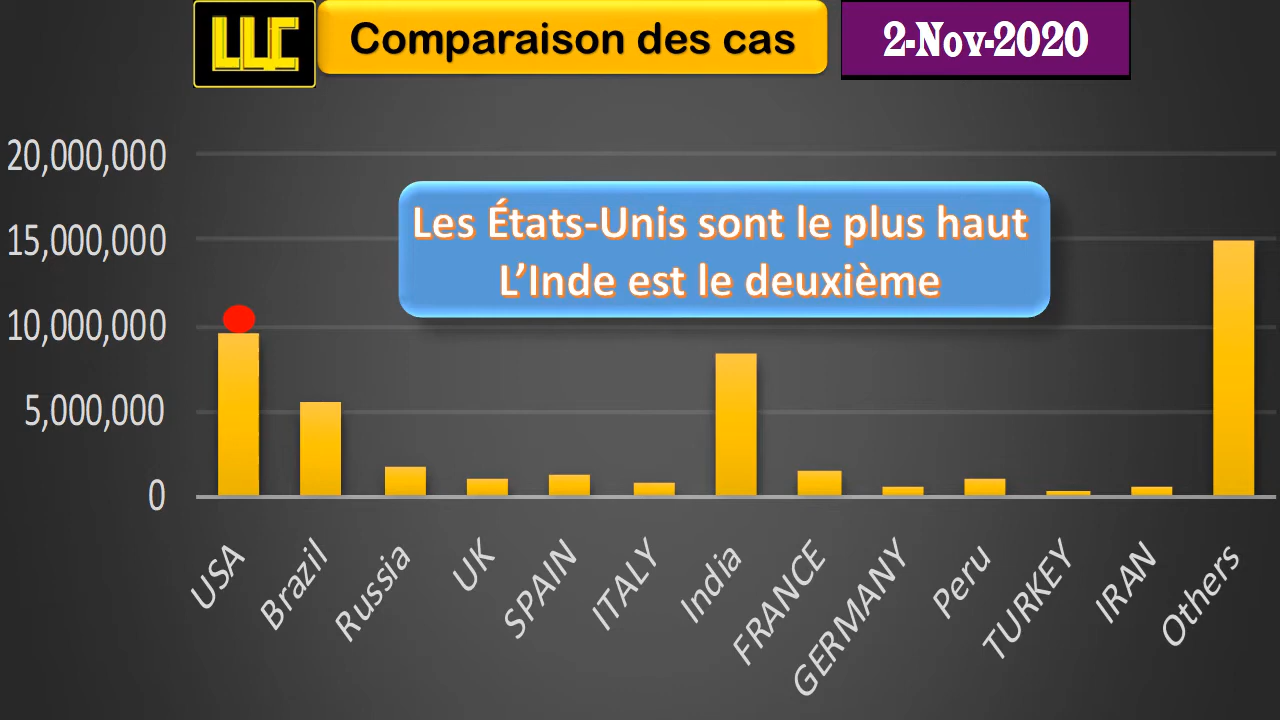 LLC
Comparaison des cas
2-Nov-2020
20,000,000
15,000,000
10,000,000
5,000,000
0
Les États-Unis sont le plus haut
L’Inde est le deuxième
USA
Brazil
Russia
UK
SPAIN
ITALY
India
FRANCE
GERMANY
Peru
TURKEY
IRAN
Others